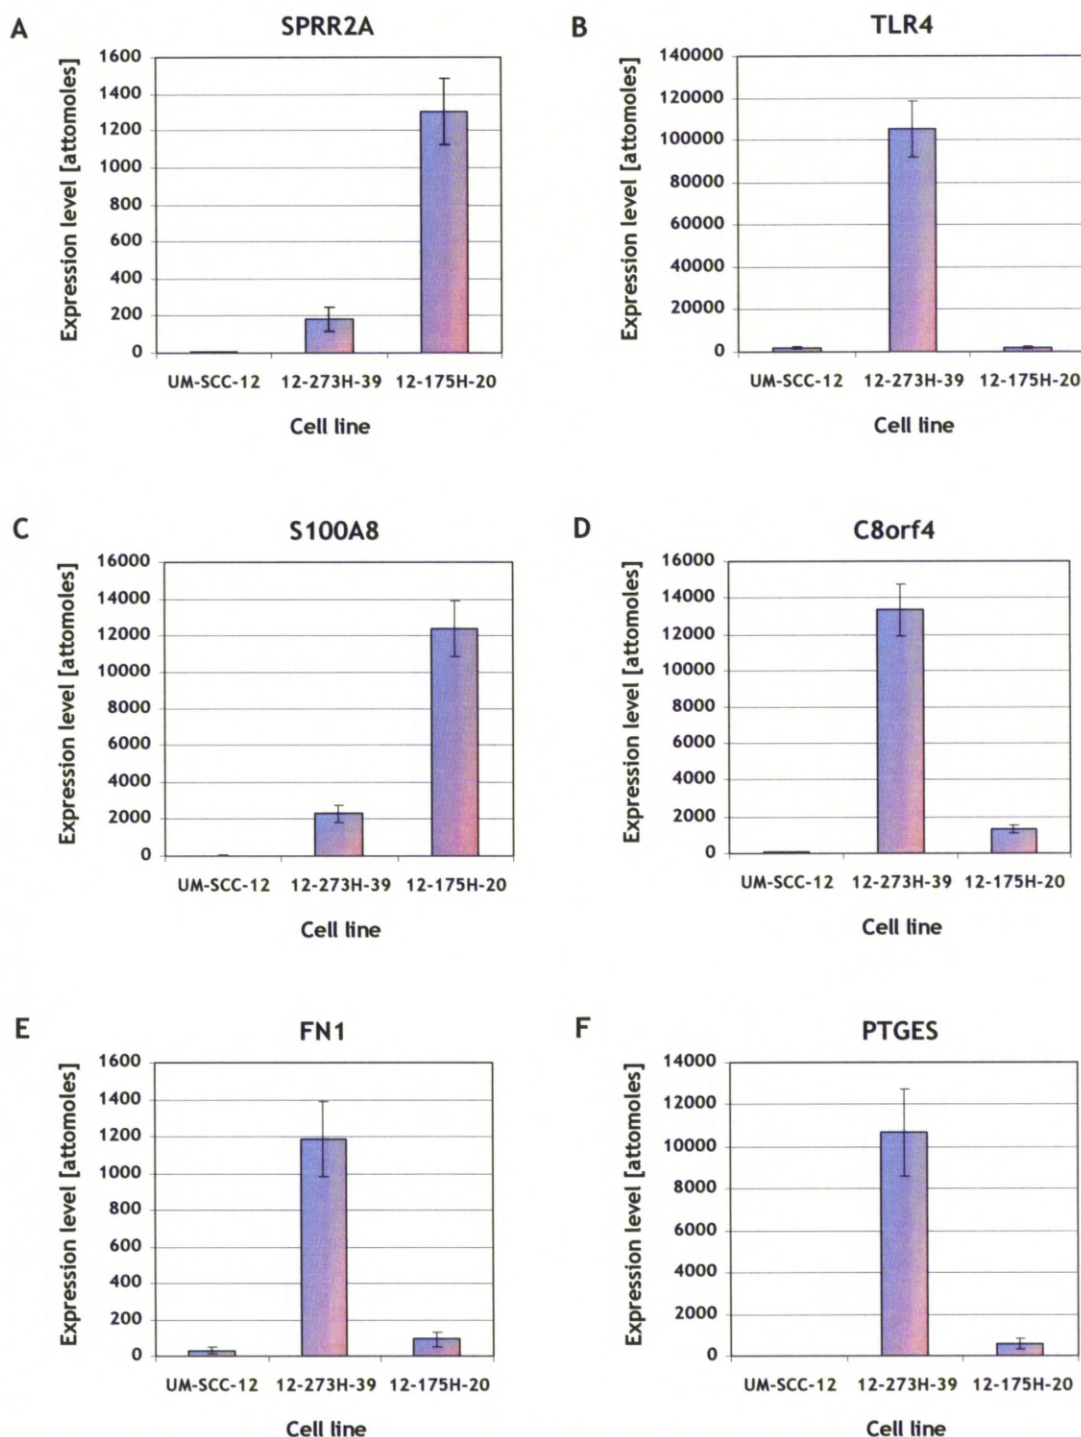 A
SPRR2A
Expression level [attomoles]
1600
1400
1200
1000
800
600
400
200
0
UM-SCC-12 12-273H-39 12-175H-20
Cell line
B
TLR4
Expression level [attomoles]
140000
120000
100000
80000
60000
40000
20000
0
UM-SCC-12 12-273H-39 12-175H-20
Cell line
C
S100A8
Expression level [attomoles]
16000
14000
12000
10000
8000
6000
4000
2000
0
UM-SCC-12 12-273H-39 12-175H-20
Cell line
D
C8orf4
Expression level [attomoles]
16000
14000
12000
10000
8000
6000
4000
2000
0
UM-SCC-12 12-273H-39 12-175H-20
Cell line
E
FN1
Expression level [attomoles]
1600
1400
1200
1000
800
600
400
200
0
UM-SCC-12 12-273H-39 12-175H-20
Cell line
F
PTGES
Expression level [attomoles]
14000
12000
10000
8000
6000
4000
2000
0
UM-SCC-12 12-273H-39 12-175H-20
Cell line